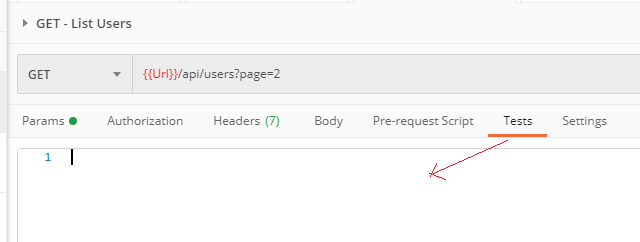 GET - List Users
GET {{Url}}/api/users?page=2
Params Authorization Headers (7) Body Pre-request Script Tests Settings
1